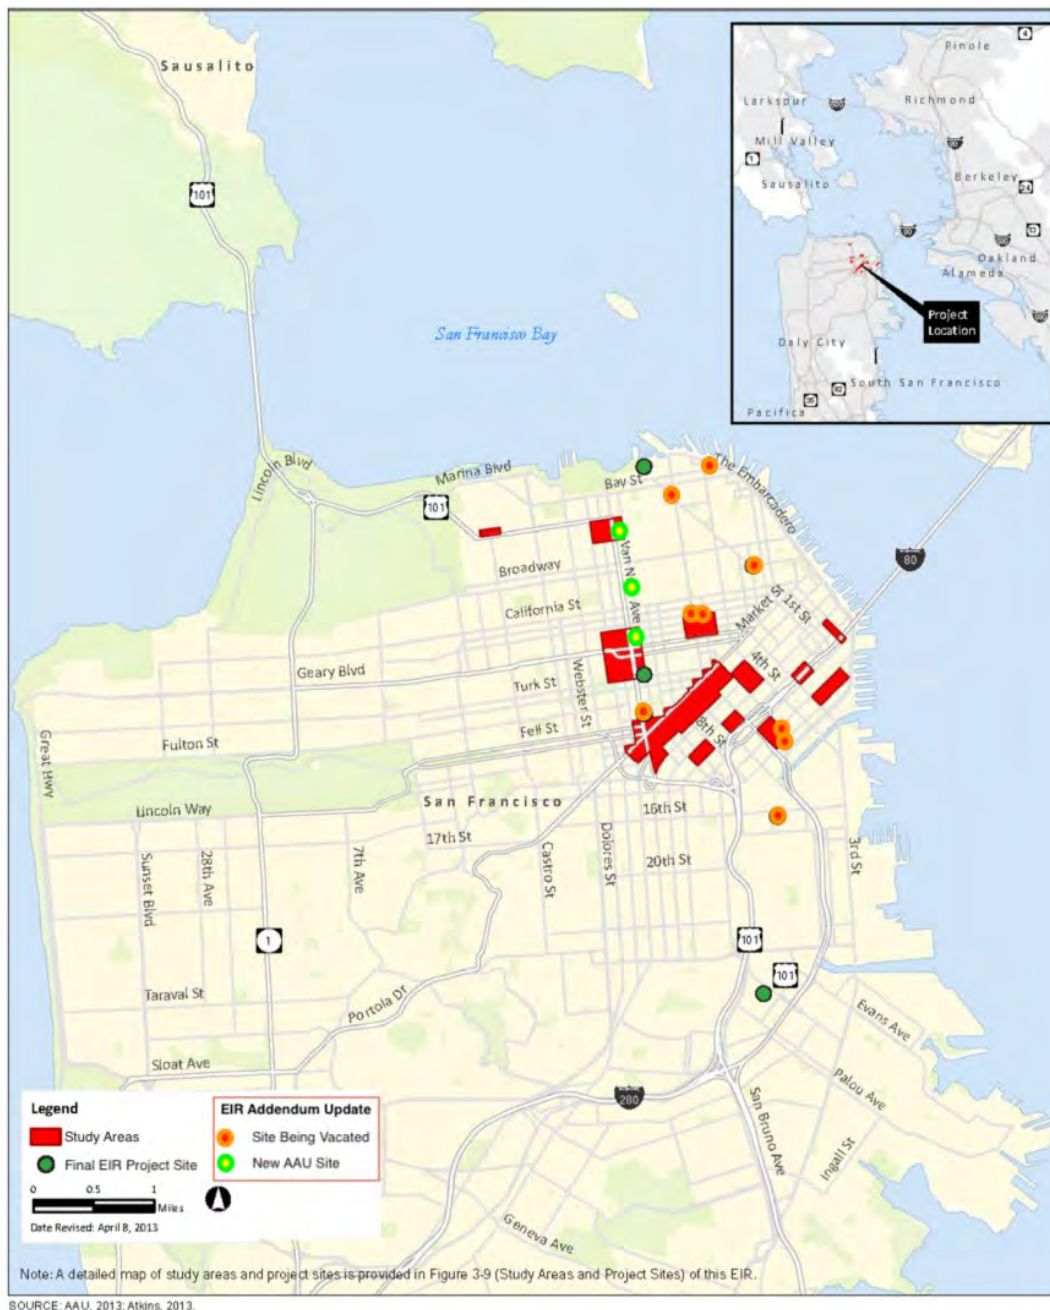 Sausalito
101
San Francisco Bay
4
Pinole
Larkspur
Richmond
Mill Valley
1
Sausalito
Berkeley
24
13
Oakland
Alameda
Project
Location
Daly City
82
South San Francisco
35
Pacifica
Lincoln Blvd
Marina Blvd
101
Bay St
The Embarcadero
80
Broadway
Van N
Ave
California St
Market St
1st St
Geary Blvd
Webster St
4th St
Turk St
8th St
Fell St
Fulton St
Great Hwy
Lincoln Way
San Francisco
16th St
17th St
Dolores St
Castro St
20th St
3rd St
Sunset Blvd
28th Ave
7th Ave
1
101
101
Taraval St
Portola Dr
Evans Ave
Sloat Ave
Palou Ave
280
San Bruno Ave
Ingall St
Geneva Ave
Legend
Study Areas
Final EIR Project Site
EIR Addendum Update
Site Being Vacated
New AAU Site
0 0.5 1
Miles
Date Revised: April 8, 2013
Note: A detailed map of study areas and project sites is provided in Figure 3-9 (Study Areas and Project Sites) of this EIR.
SOURCE: AAU, 2013; Atkins, 2013.